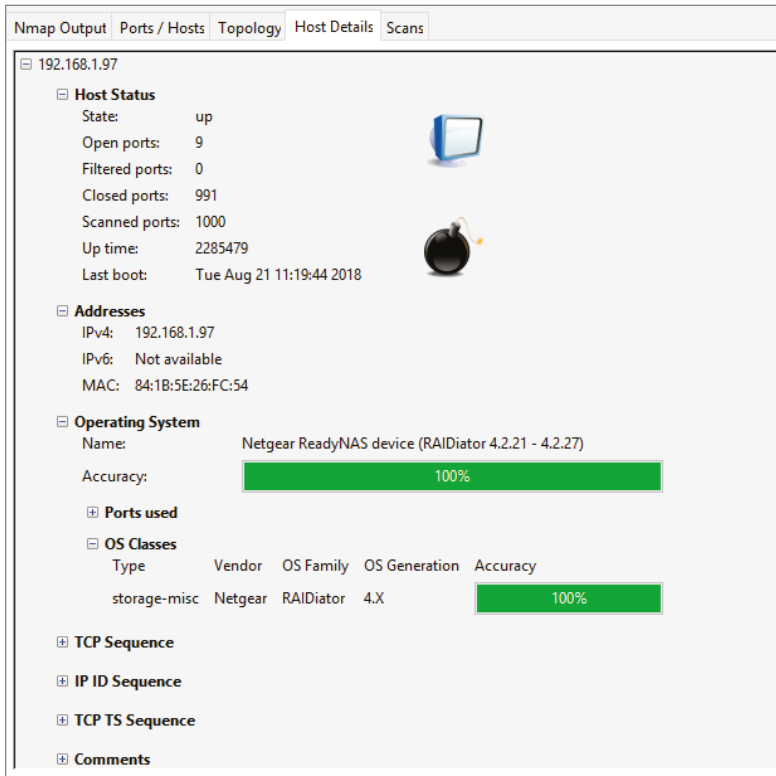 Nmap Output Ports / Hosts Topology Host Details Scans
192.168.1.97
Host Status
State: up
Open ports: 9
Filtered ports: 0
Closed ports: 991
Scanned ports: 1000
Up time: 2285479
Last boot: Tue Aug 21 11:19:44 2018
Addresses
IPv4: 192.168.1.97
IPv6: Not available
MAC: 84:1B:5E:26:FC:54
Operating System
Name: Netgear ReadyNAS device (RAIDiator 4.2.21 - 4.2.27)
Accuracy: 100%
Ports used
OS Classes
Type Vendor OS Family OS Generation Accuracy
storage-misc Netgear RAIDiator 4.X 100%
TCP Sequence
IP ID Sequence
TCP TS Sequence
Comments